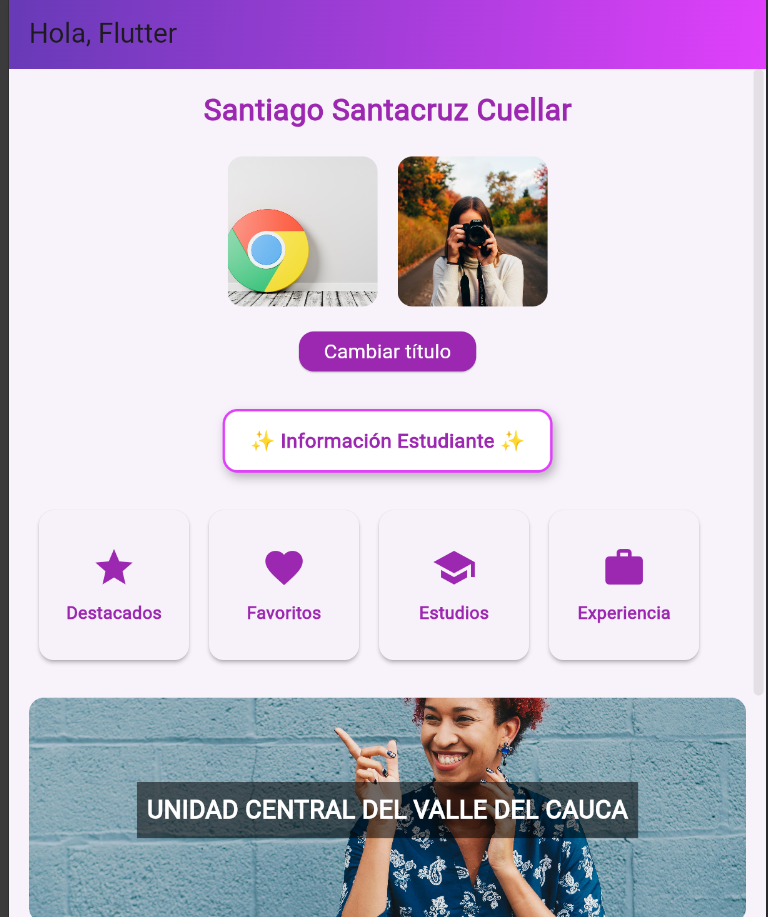 Hola, Flutter
Santiago Santacruz Cuellar
Cambiar título
✨ Información Estudiante ✨
Destacados Favoritos Estudios Experiencia
UNIDAD CENTRAL DEL VALLE DEL CAUCA